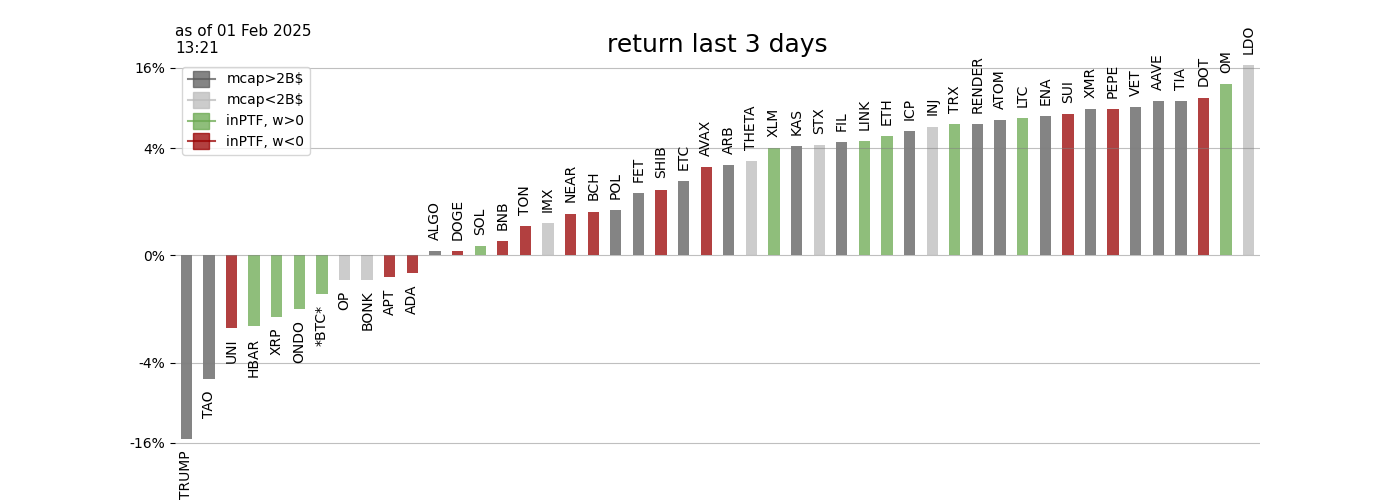 as of 01 Feb 2025
13:21
return last 3 days
16%
4%
0%
-4%
-16%
mcap>2B$
mcap<2B$
inPTF, w>0
inPTF, w<0
TRUMP
TAO
UNI
HBAR
XRP
ONDO
*BTC*
OP
BONK
APT
ADA
ALGO
DOGE
SOL
BNB
TON
IMX
NEAR
BCH
POL
FET
SHIB
ETC
AVAX
ARB
THETA
XLM
KAS
STX
FIL
LINK
ETH
ICP
INJ
TRX
RENDER
ATOM
LTC
ENA
SUI
XMR
PEPE
VET
AAVE
TIA
DOT
OM
LDO